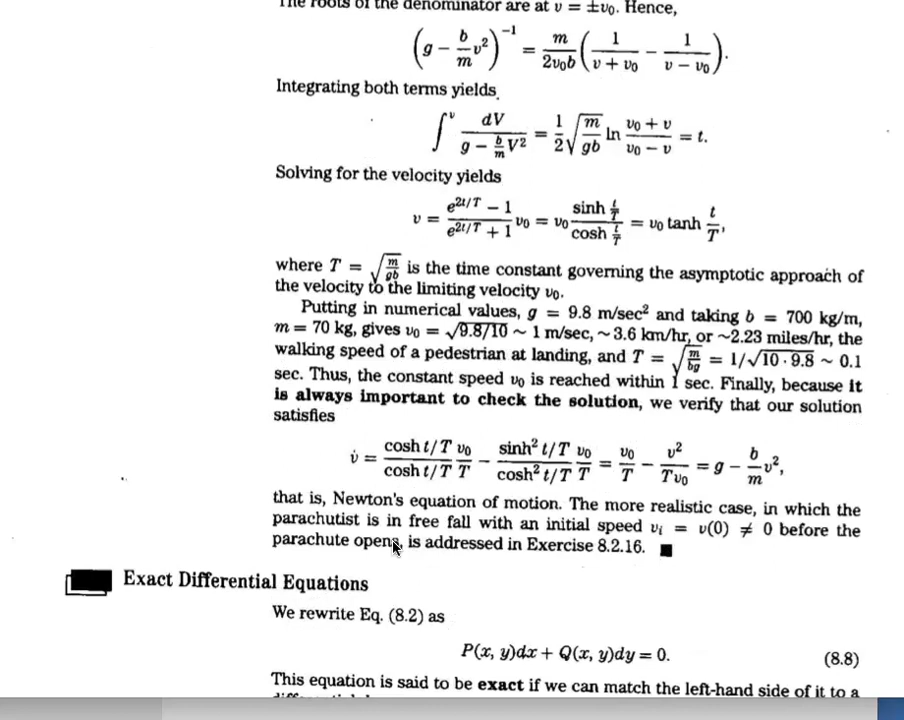 The roots of the denominator are at v = ±v₀. Hence,
(g − b/m v²)⁻¹ = m/2v₀b (1/v + v₀ − 1/v − v₀).
Integrating both terms yields
∫ᵛ dV/g − b/m V² = 1/2 √m/gb ln v₀ + v/v₀ − v = t.
Solving for the velocity yields
v = e²ᵗ/ᵀ − 1/e²ᵗ/ᵀ + 1 v₀ = v₀ sinh t/T/cosh t/T = v₀ tanh t/T,
where T = √m/gb is the time constant governing the asymptotic approach of
the velocity to the limiting velocity v₀.
Putting in numerical values, g = 9.8 m/sec² and taking b = 700 kg/m,
m = 70 kg, gives v₀ = √9.8/10 ~ 1 m/sec, ~ 3.6 km/hr, or ~2.23 miles/hr, the
walking speed of a pedestrian at landing, and T = √m/bg = 1/√10 · 9.8 ~ 0.1
sec. Thus, the constant speed v₀ is reached within 1 sec. Finally, because it
is always important to check the solution, we verify that our solution
satisfies
v̇ = cosh t/T/cosh t/T v₀/T − sinh² t/T/cosh² t/T v₀/T = v₀/T − v²/Tv₀ = g − b/m v²,
that is, Newton's equation of motion. The more realistic case, in which the
parachutist is in free fall with an initial speed vᵢ = v(0) ≠ 0 before the
parachute opens, is addressed in Exercise 8.2.16. ■
Exact Differential Equations
We rewrite Eq. (8.2) as
P(x, y)dx + Q(x, y)dy = 0. (8.8)
This equation is said to be exact if we can match the left-hand side of it to a